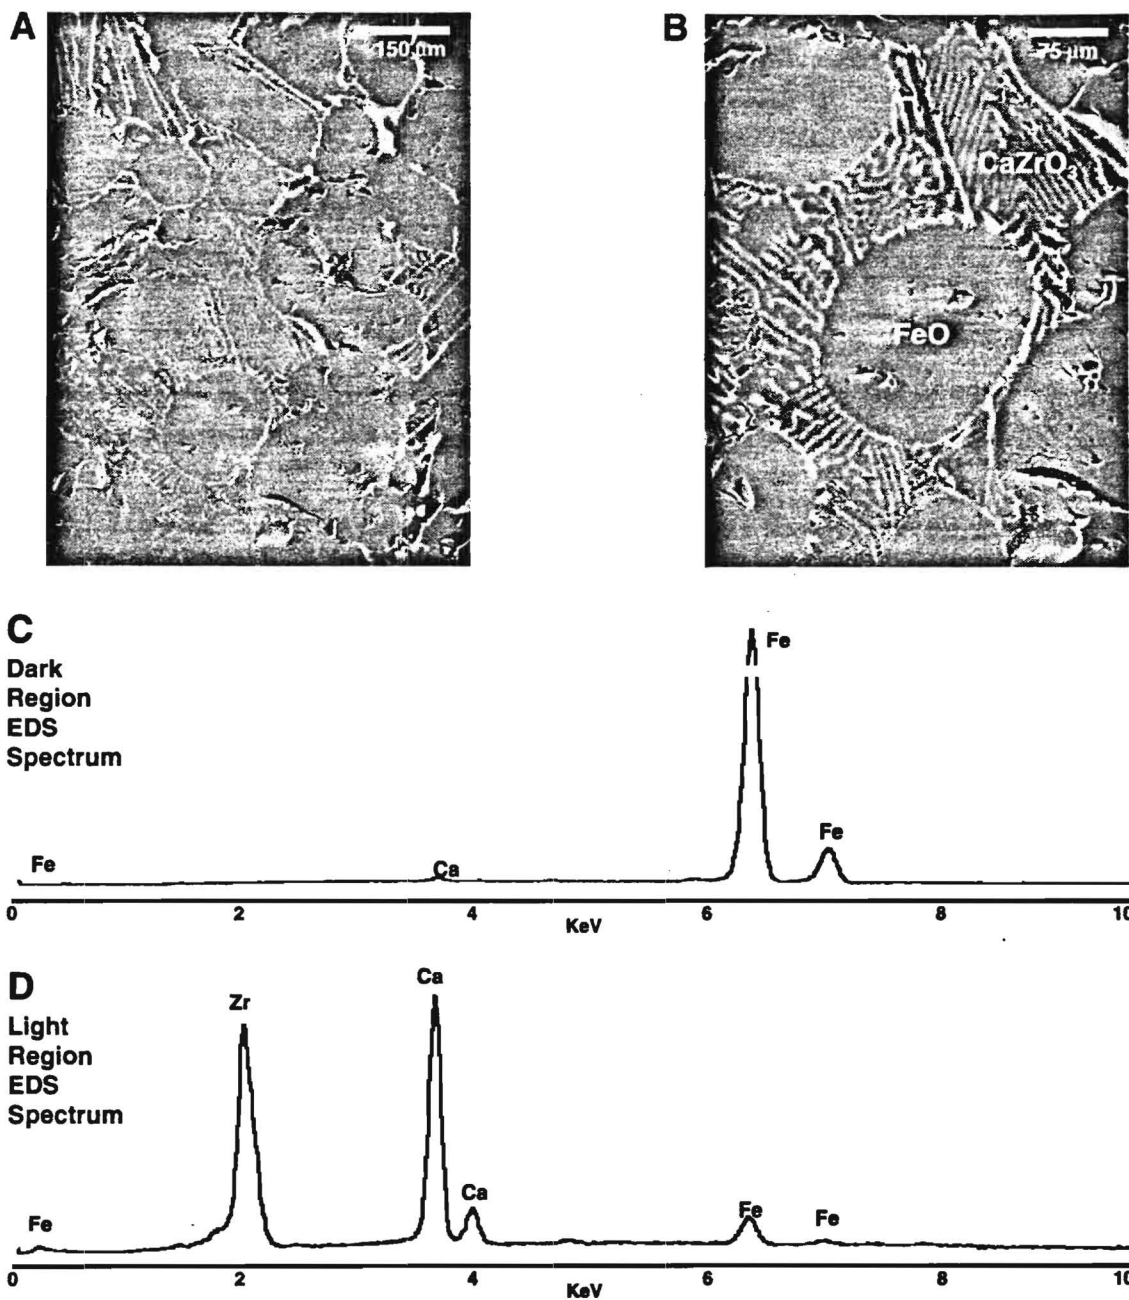 A
150 µm
B
75 µm
CaZrO₃
FeO
C
Dark
Region
EDS
Spectrum
Fe
Ca
Fe
Fe
0 2 4 6 8 10
KeV
D
Light
Region
EDS
Spectrum
Fe
Zr
Ca
Ca
Fe
Fe
0 2 4 6 8 10
KeV